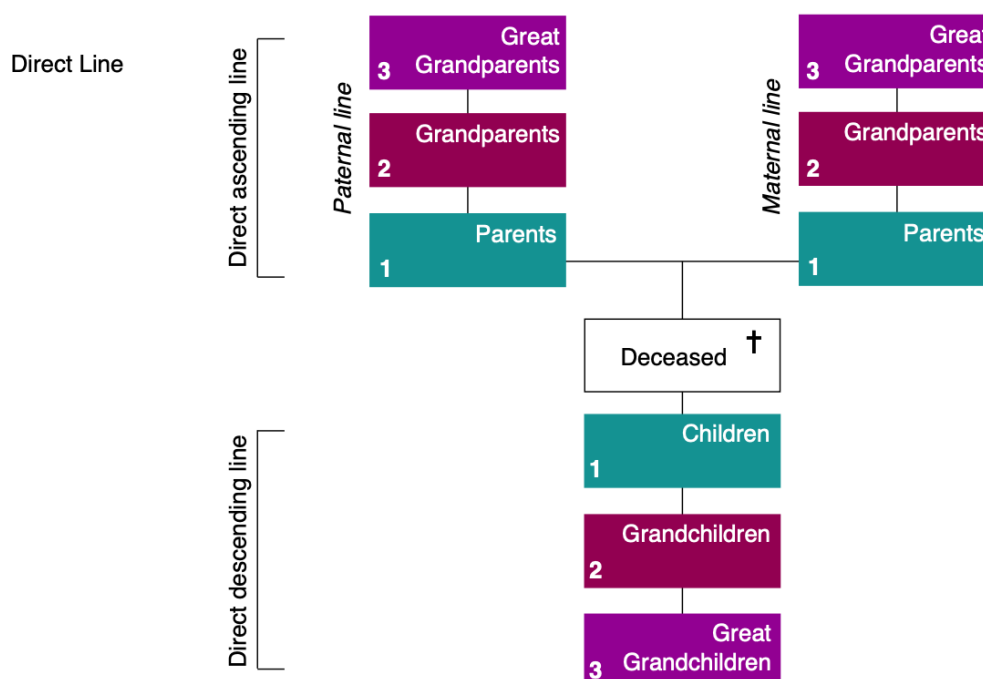 Direct Line
Direct ascending line
Paternal line
Great
Grandparents
3
Grandparents
2
Parents
1
Maternal line
Great
Grandparents
3
Grandparents
2
Parents
1
Deceased †
Direct descending line
Children
1
Grandchildren
2
Great
Grandchildren
3